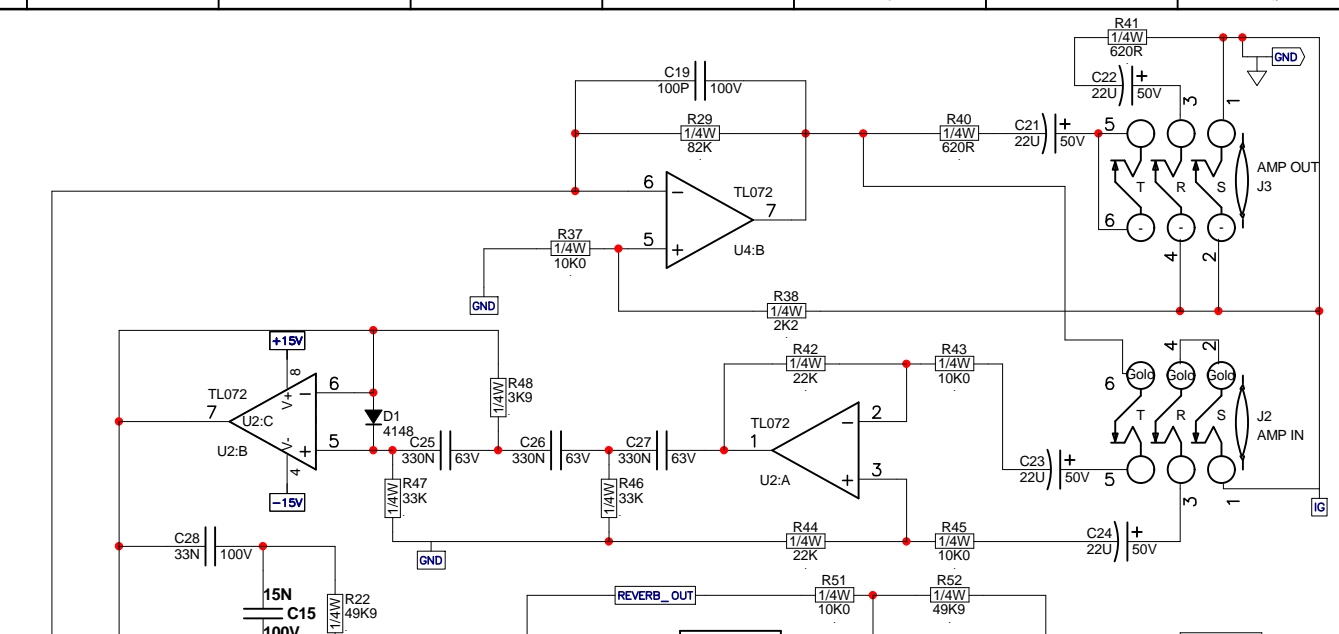 R41
1/4W
620R
GND
C19
100P
100V
C22
22U
50V
3
1
R29
1/4W
82K
R40
1/4W
620R
C21
22U
50V
5
AMP OUT
J3
T
R
S
6
TL072
7
6
-
-
-
R37
1/4W
10K0
5
U4:B
4
2
GND
R38
1/4W
2K2
+15V
8
6
TL072
7
V+
U2:C
V-
U2:B
5
4
-15V
D1
4148
R48
1/4W
3K9
R42
1/4W
22K
R43
1/4W
10K0
4
2
6
Gold
Gold
Gold
T
R
S
J2
AMP IN
TL072
2
1
3
U2:A
C25
330N
63V
C26
330N
63V
C27
330N
63V
C23
22U
50V
5
3
1
R47
1/4W
33K
R46
1/4W
33K
IG
R44
1/4W
22K
R45
1/4W
10K0
C24
22U
50V
C28
33N
100V
GND
15N
C15
100V
R22
1/4W
49K9
REVERB_OUT
R51
1/4W
10K0
R52
1/4W
49K9